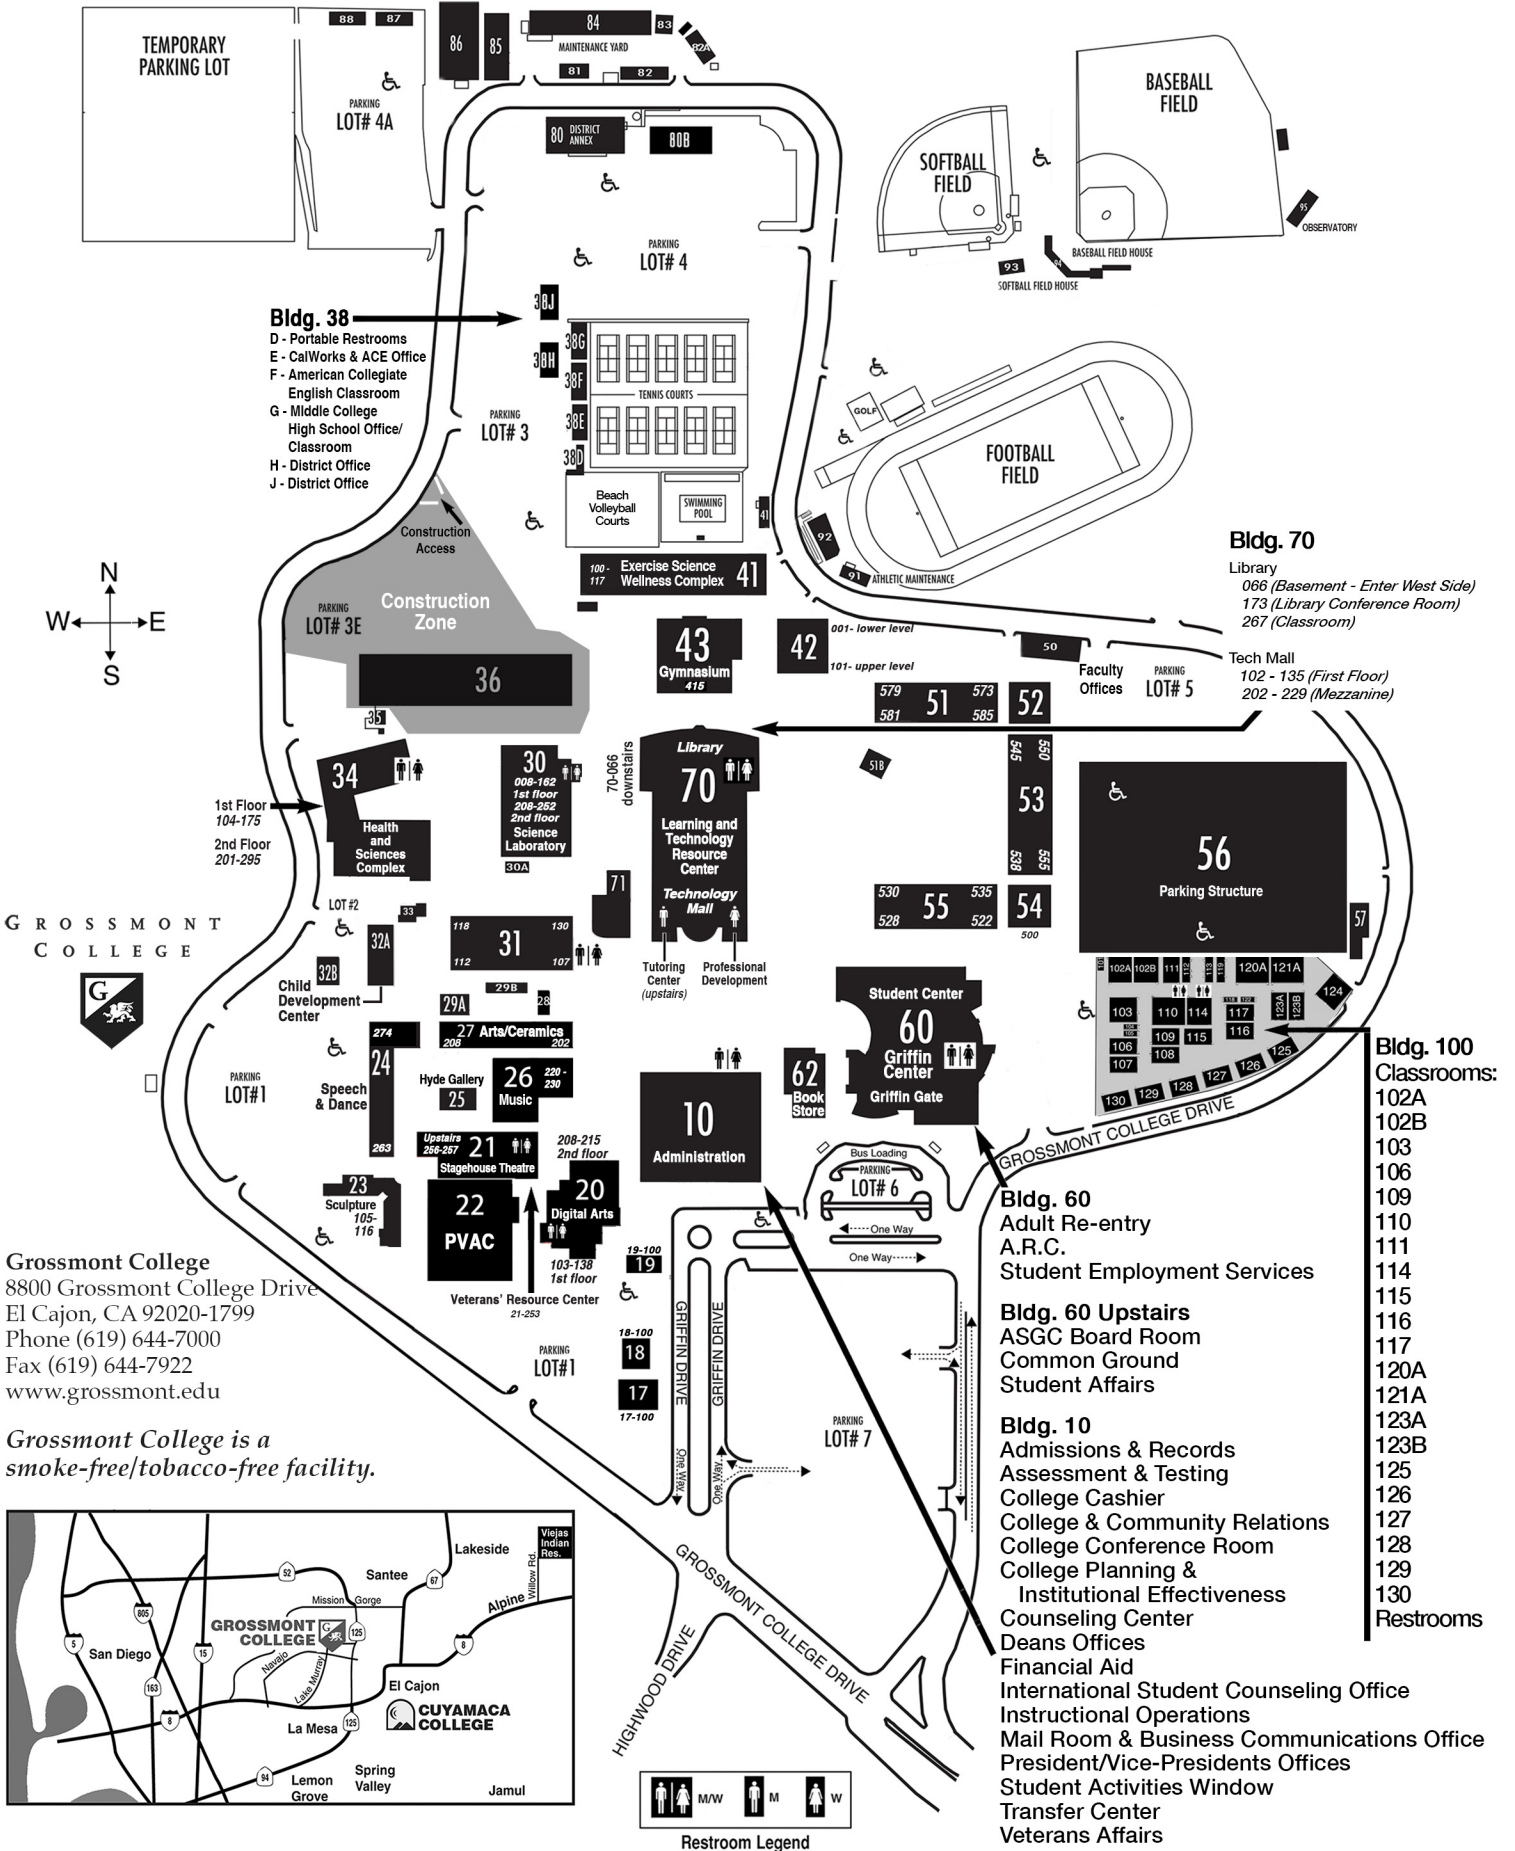 TEMPORARY
PARKING LOT
88
87
PARKING
LOT# 4A
86
85
84
83
82A
MAINTENANCE YARD
81
82
80
DISTRICT
ANNEX
80B
SOFTBALL
FIELD
BASEBALL
FIELD
95
OBSERVATORY
BASEBALL FIELD HOUSE
94
93
SOFTBALL FIELD HOUSE
PARKING
LOT# 4
Bldg. 38
D - Portable Restrooms
E - CalWorks & ACE Office
F - American Collegiate
English Classroom
G - MIddle College
High School Office/
Classroom
H - District Office
J - District Office
38J
38H
38G
38F
38E
38D
TENNIS COURTS
PARKING
LOT# 3
GOLF
FOOTBALL
FIELD
Beach
Volleyball
Courts
SWIMMING
POOL
41
92
91
ATHLETIC MAINTENANCE
Construction
Access
100 -
117
Exercise Science
Wellness Complex
41
Bldg. 70
Library
066 (Basement - Enter West Side)
173 (Library Conference Room)
267 (Classroom)
Tech Mall
102 - 135 (First Floor)
202 - 229 (Mezzanine)
N
W
E
S
PARKING
LOT# 3E
Construction
Zone
36
35
43
Gymnasium
415
42
001- lower level
101- upper level
50
Faculty
Offices
PARKING
LOT# 5
579
573
51
581
585
52
51B
545
550
53
538
555
530
535
55
528
522
54
500
56
Parking Structure
57
34
1st Floor
104-175
2nd Floor
201-295
Health
and
Sciences
Complex
30
008-162
1st floor
208-252
2nd floor
Science
Laboratory
30A
70-066
downstairs
Library
70
Learning and
Technology
Resource
Center
Technology
Mall
71
Tutoring
Center
(upstairs)
Professional
Development
GROSSMONT
COLLEGE
G
LOT #2
33
32A
32B
Child
Development
Center
118
130
31
112
107
29A
29B
28
27 Arts/Ceramics
208
202
274
24
Speech
& Dance
263
Hyde Gallery
25
26
Music
220 -
230
Upstairs
256-257
21
Stagehouse Theatre
208-215
2nd floor
20
Digital Arts
103-138
1st floor
22
PVAC
23
Sculpture
105-
116
Veterans' Resource Center
21-253
PARKING
LOT#1
10
Administration
62
Book
Store
Student Center
60
Griffin
Center
Griffin Gate
101
102A
102B
111
112
113
119
120A
121A
103
110
114
118
122
117
123A
123B
124
104
105
109
115
116
106
108
107
125
126
127
128
129
130
GROSSMONT COLLEGE DRIVE
Bus Loading
PARKING
LOT# 6
One Way
One Way
19-100
19
18-100
18
17
17-100
PARKING
LOT#1
GRIFFIN DRIVE
GRIFFIN DRIVE
One Way
One Way
PARKING
LOT# 7
GROSSMONT COLLEGE DRIVE
HIGHWOOD DRIVE
Bldg. 60
Adult Re-entry
A.R.C.
Student Employment Services
Bldg. 60 Upstairs
ASGC Board Room
Common Ground
Student Affairs
Bldg. 10
Admissions & Records
Assessment & Testing
College Cashier
College & Community Relations
College Conference Room
College Planning &
Institutional Effectiveness
Counseling Center
Deans Offices
Financial Aid
International Student Counseling Office
Instructional Operations
Mail Room & Business Communications Office
President/Vice-Presidents Offices
Student Activities Window
Transfer Center
Veterans Affairs
Bldg. 100
Classrooms:
102A
102B
103
106
109
110
111
114
115
116
117
120A
121A
123A
123B
125
126
127
128
129
130
Restrooms
Grossmont College
8800 Grossmont College Drive
El Cajon, CA 92020-1799
Phone (619) 644-7000
Fax (619) 644-7922
www.grossmont.edu
Grossmont College is a
smoke-free/tobacco-free facility.
Viejas
Indian
Res.
Lakeside
52
Santee
67
Willow Rd.
Alpine
Mission Gorge
805
GROSSMONT
COLLEGE
G
125
5
San Diego
15
Navajo
Lake Murray
8
163
El Cajon
CUYAMACA
COLLEGE
8
La Mesa
125
94
Lemon
Grove
Spring
Valley
Jamul
M/W
M
W
Restroom Legend